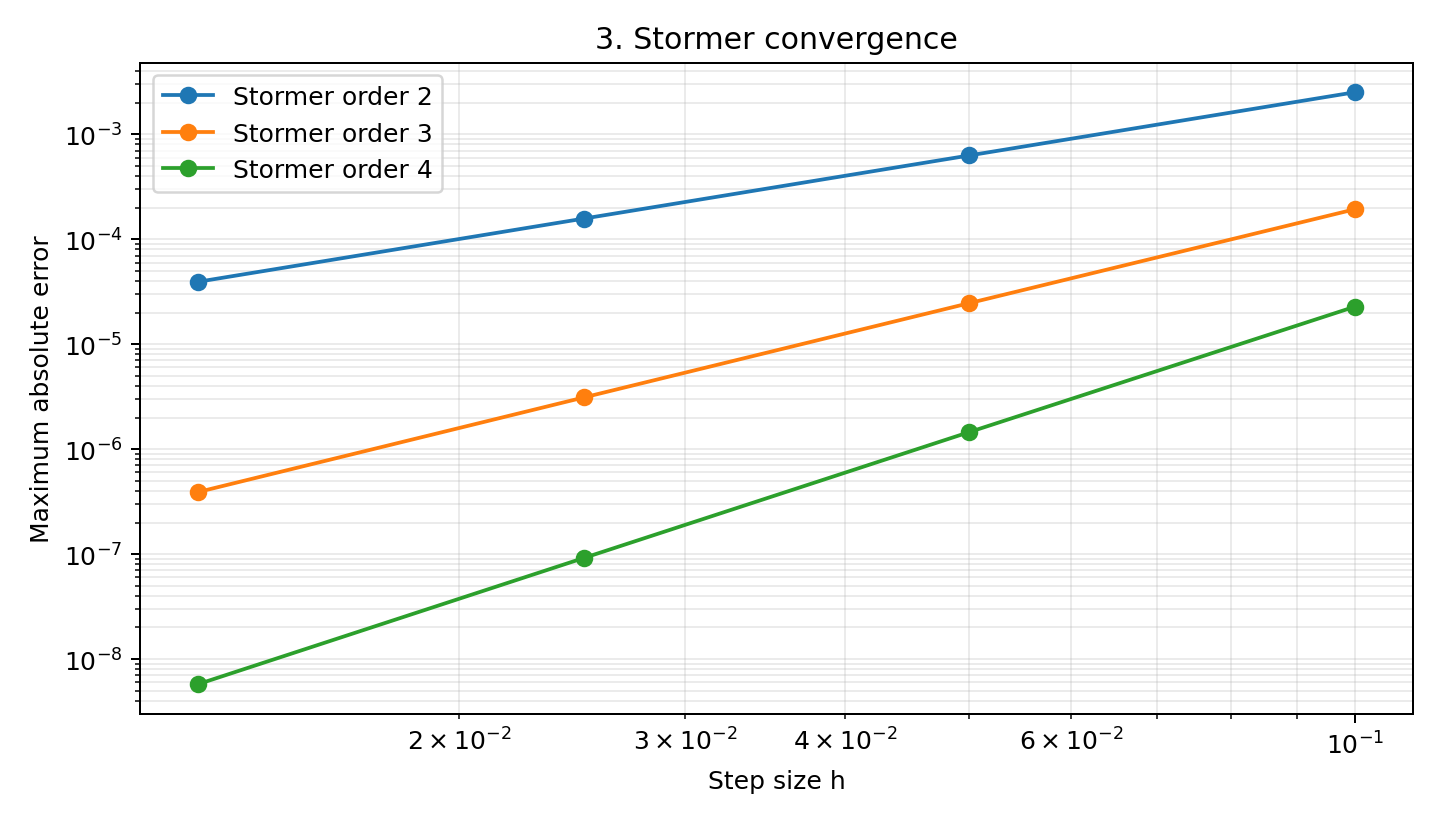 3. Stormer convergence
Stormer order 2
Stormer order 3
Stormer order 4
Maximum absolute error
10⁻³
10⁻⁴
10⁻⁵
10⁻⁶
10⁻⁷
10⁻⁸
2 × 10⁻² 3 × 10⁻² 4 × 10⁻² 6 × 10⁻² 10⁻¹
Step size h